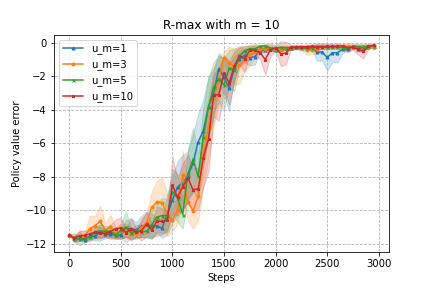 R-max with m = 10
u_m=1
u_m=3
u_m=5
u_m=10
Policy value error
0
−2
−4
−6
−8
−10
−12
0 500 1000 1500 2000 2500 3000
Steps